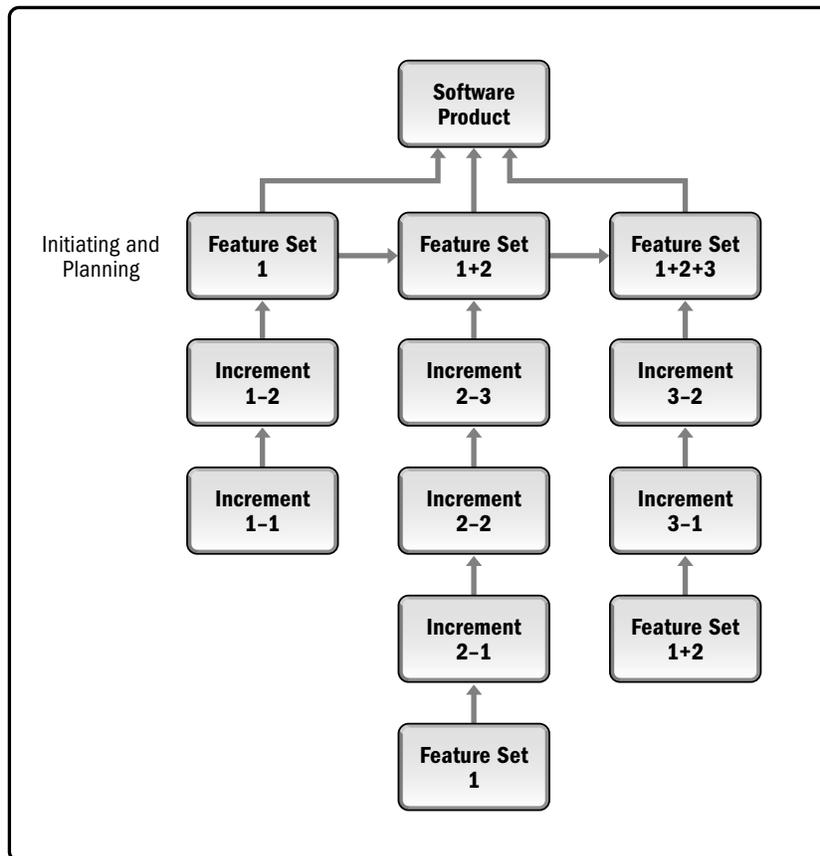 Software
Product
Initiating and
Planning
Feature Set
1
Feature Set
1+2
Feature Set
1+2+3
Increment
1–2
Increment
2–3
Increment
3–2
Increment
1–1
Increment
2–2
Increment
3–1
Increment
2–1
Feature Set
1+2
Feature Set
1